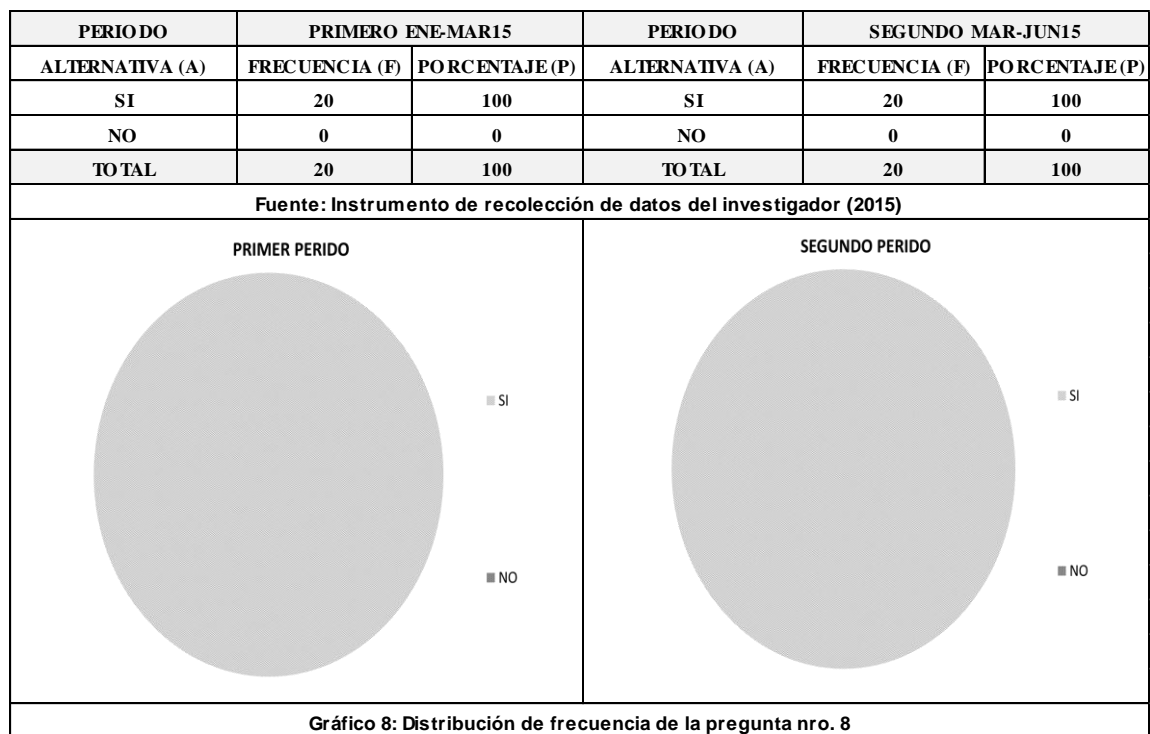 PERIODO PRIMERO ENE-MAR15 PERIODO SEGUNDO MAR-JUN15
ALTERNATIVA (A) FRECUENCIA (F) PORCENTAJE (P) ALTERNATIVA (A) FRECUENCIA (F) PORCENTAJE (P)
SI 20 100 SI 20 100
NO 0 0 NO 0 0
TOTAL 20 100 TOTAL 20 100
Fuente: Instrumento de recolección de datos del investigador (2015)
PRIMER PERIDO
SI
NO
SEGUNDO PERIDO
SI
NO
Gráfico 8: Distribución de frecuencia de la pregunta nro. 8